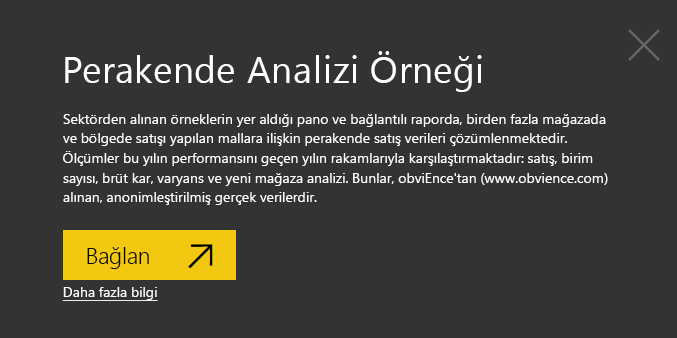 Perakende Analizi Örneği
Sektörden alınan örneklerin yer aldığı pano ve bağlantılı raporda, birden fazla mağazada
ve bölgede satışı yapılan mallara ilişkin perakende satış verileri çözümlenmektedir.
Ölçümler bu yılın performansını geçen yılın rakamlarıyla karşılaştırmaktadır: satış, birim
sayısı, brüt kar, varyans ve yeni mağaza analizi. Bunlar, obviEnce'tan (www.obvience.com)
alınan, anonimleştirilmiş gerçek verilerdir.
Bağlan
Daha fazla bilgi